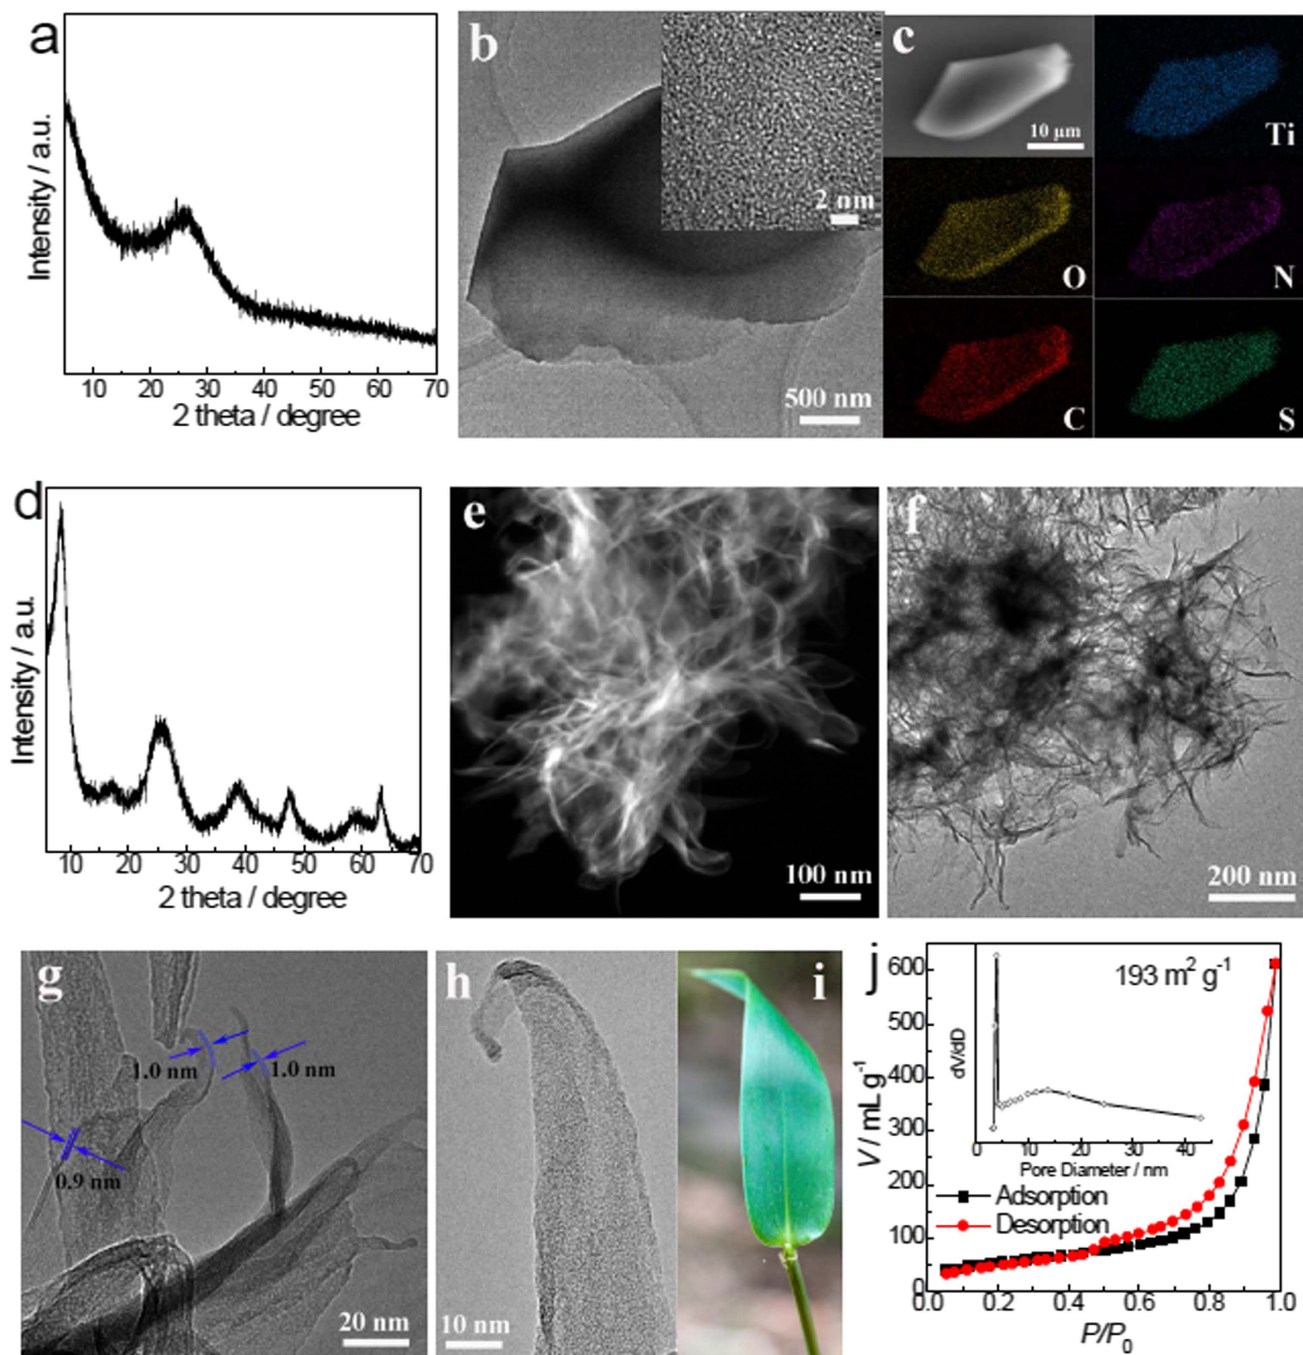 a
Intensity / a.u.
10 20 30 40 50 60 70
2 theta / degree
b
2 nm
500 nm
c
10 µm
Ti
O
N
C
S
d
Intensity / a.u.
10 20 30 40 50 60 70
2 theta / degree
e
100 nm
f
200 nm
g
1.0 nm
1.0 nm
0.9 nm
20 nm
h
10 nm
i
j
V / mL g⁻¹
600
500
400
300
200
100
0
0.0 0.2 0.4 0.6 0.8 1.0
P/P₀
193 m² g⁻¹
dV/dD
0 10 20 30 40
Pore Diameter / nm
Adsorption
Desorption